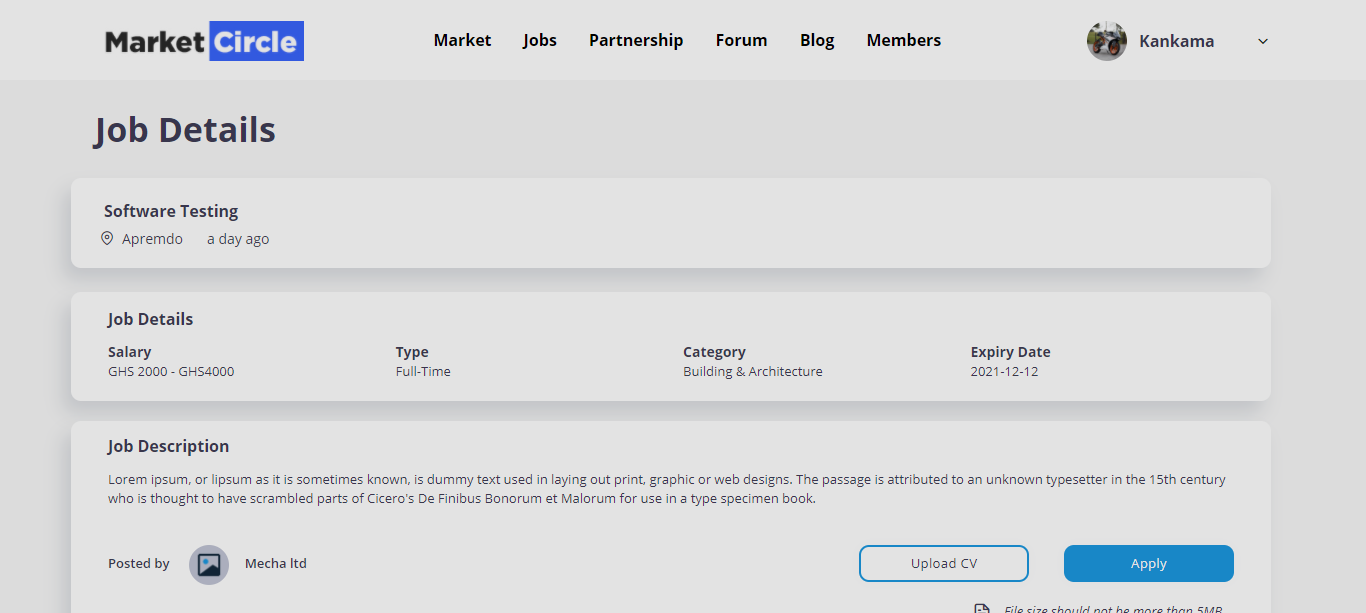 Market Circle
Market Jobs Partnership Forum Blog Members
Kankama
Job Details
Software Testing
Apremdo a day ago
Job Details
Salary Type Category Expiry Date
GHS 2000 - GHS4000 Full-Time Building & Architecture 2021-12-12
Job Description
Lorem ipsum, or lipsum as it is sometimes known, is dummy text used in laying out print, graphic or web designs. The passage is attributed to an unknown typesetter in the 15th century
who is thought to have scrambled parts of Cicero's De Finibus Bonorum et Malorum for use in a type specimen book.
Posted by Mecha ltd Upload CV Apply
File size should not be more than 5MB